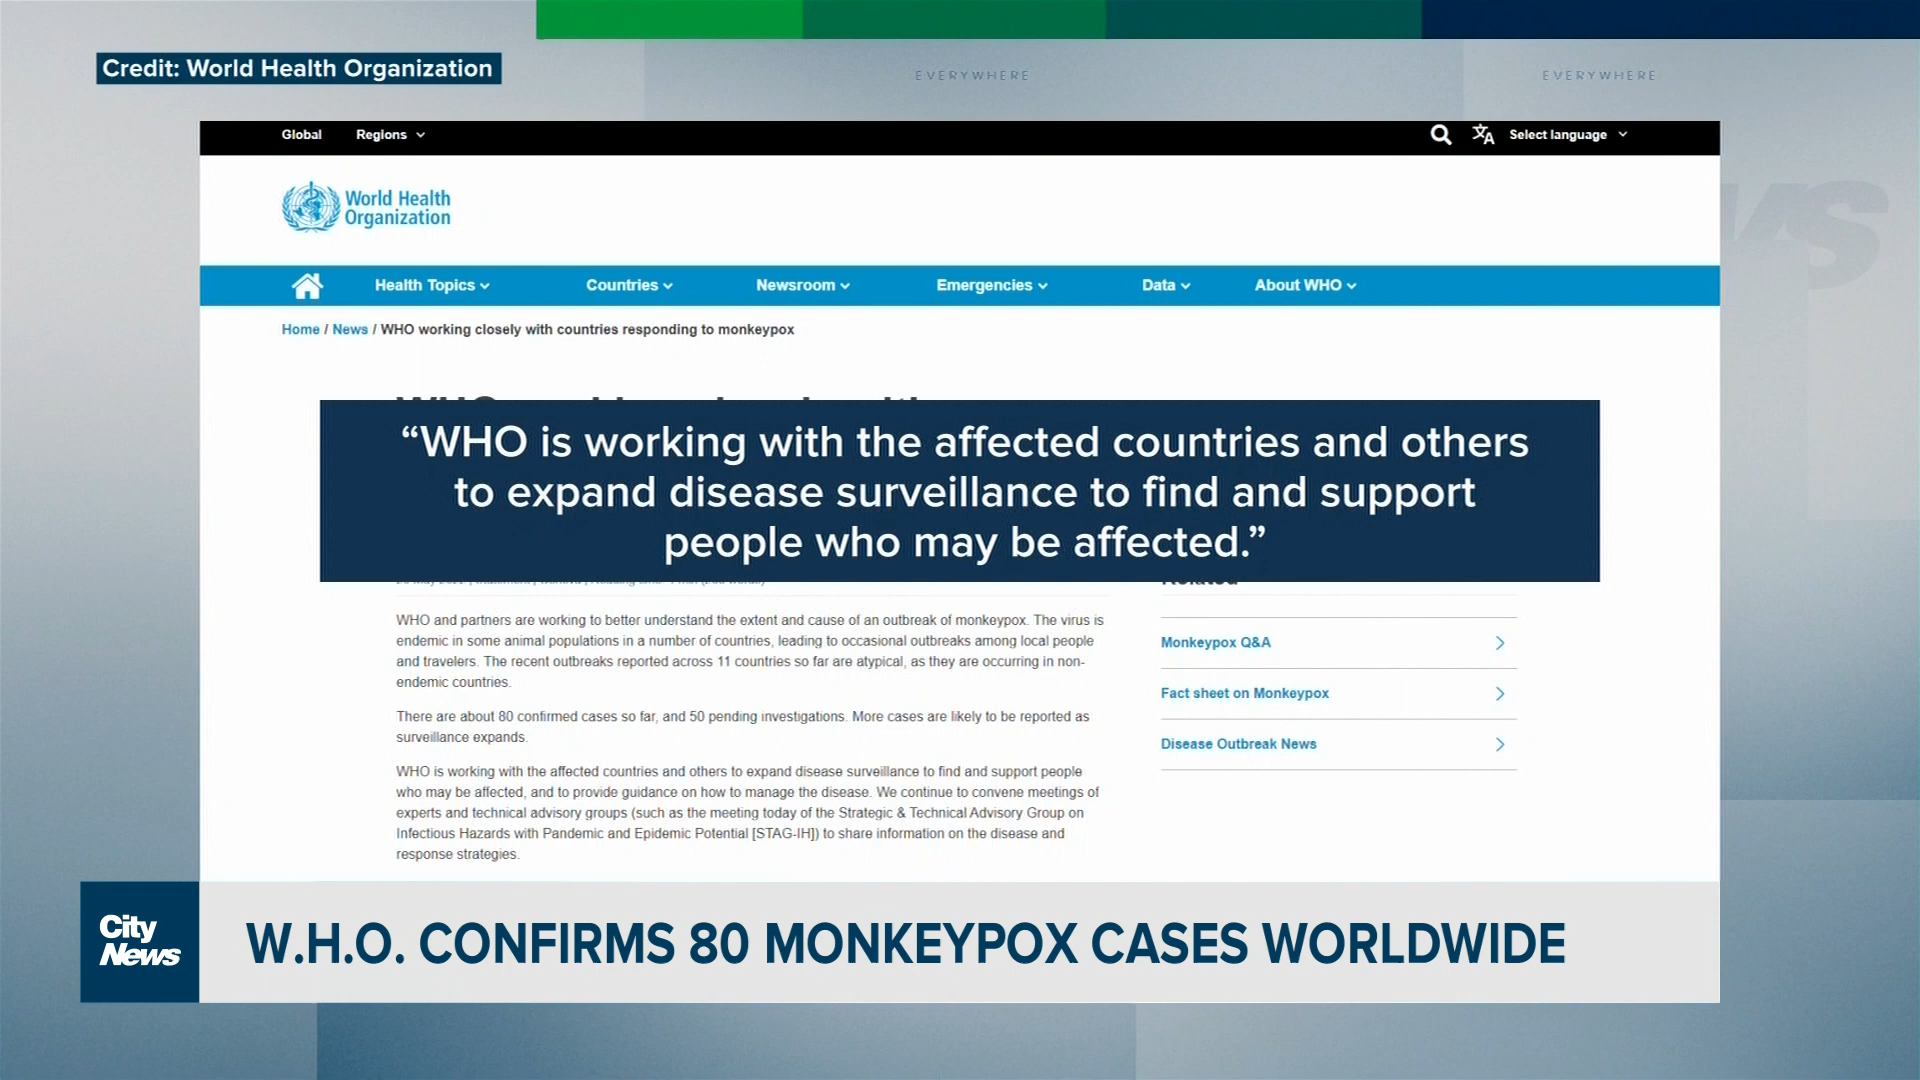 Credit: World Health Organization
EVERYWHERE
EVERYWHERE
Global
Regions
Select language
World Health
Organization
Health Topics
Countries
Newsroom
Emergencies
Data
About WHO
Home / News / WHO working closely with countries responding to monkeypox
“WHO is working with the affected countries and others
to expand disease surveillance to find and support
people who may be affected.”
WHO and partners are working to better understand the extent and cause of an outbreak of monkeypox. The virus is
endemic in some animal populations in a number of countries, leading to occasional outbreaks among local people
and travelers. The recent outbreaks reported across 11 countries so far are atypical, as they are occurring in non-
endemic countries.
There are about 80 confirmed cases so far, and 50 pending investigations. More cases are likely to be reported as
surveillance expands.
WHO is working with the affected countries and others to expand disease surveillance to find and support people
who may be affected, and to provide guidance on how to manage the disease. We continue to convene meetings of
experts and technical advisory groups (such as the meeting today of the Strategic & Technical Advisory Group on
Infectious Hazards with Pandemic and Epidemic Potential [STAG-IH]) to share information on the disease and
response strategies.
Related
Monkeypox Q&A
Fact sheet on Monkeypox
Disease Outbreak News
City
News
W.H.O. CONFIRMS 80 MONKEYPOX CASES WORLDWIDE